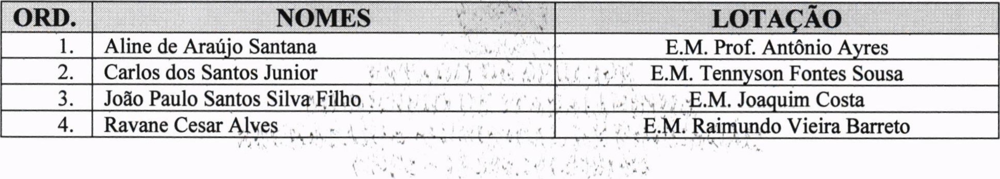 ORD. NOMES LOTAÇÃO
1. Aline de Araújo Santana E.M. Prof. Antônio Ayres
2. Carlos dos Santos Junior E.M. Tennyson Fontes Sousa
3. João Paulo Santos Silva Filho E.M. Joaquim Costa
4. Ravane Cesar Alves E.M. Raimundo Vieira Barreto